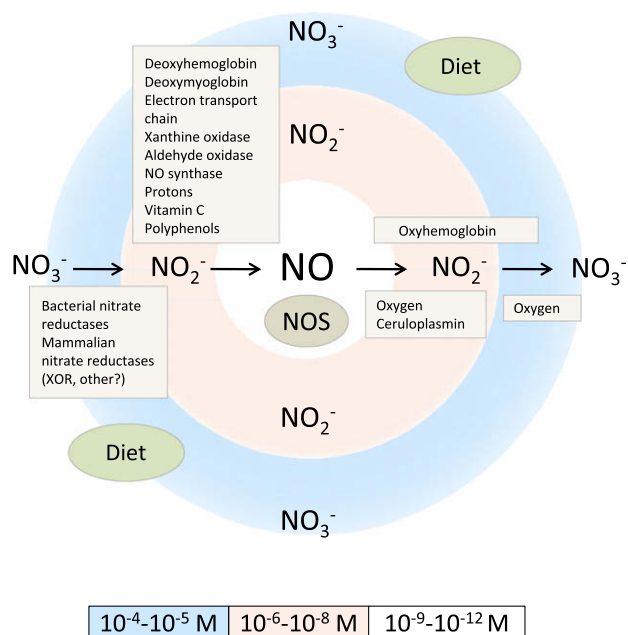 NO₃⁻
Diet
Deoxyhemoglobin
Deoxymyoglobin
Electron transport
chain
Xanthine oxidase
Aldehyde oxidase
NO synthase
Protons
Vitamin C
Polyphenols
NO₂⁻
Oxyhemoglobin
NO₃⁻ → NO₂⁻ → NO → NO₂⁻ → NO₃⁻
Bacterial nitrate
reductases
Mammalian
nitrate reductases
(XOR, other?)
NOS
Oxygen
Ceruloplasmin
Oxygen
NO₂⁻
Diet
NO₃⁻
10⁻⁴-10⁻⁵ M 10⁻⁶-10⁻⁸ M 10⁻⁹-10⁻¹² M